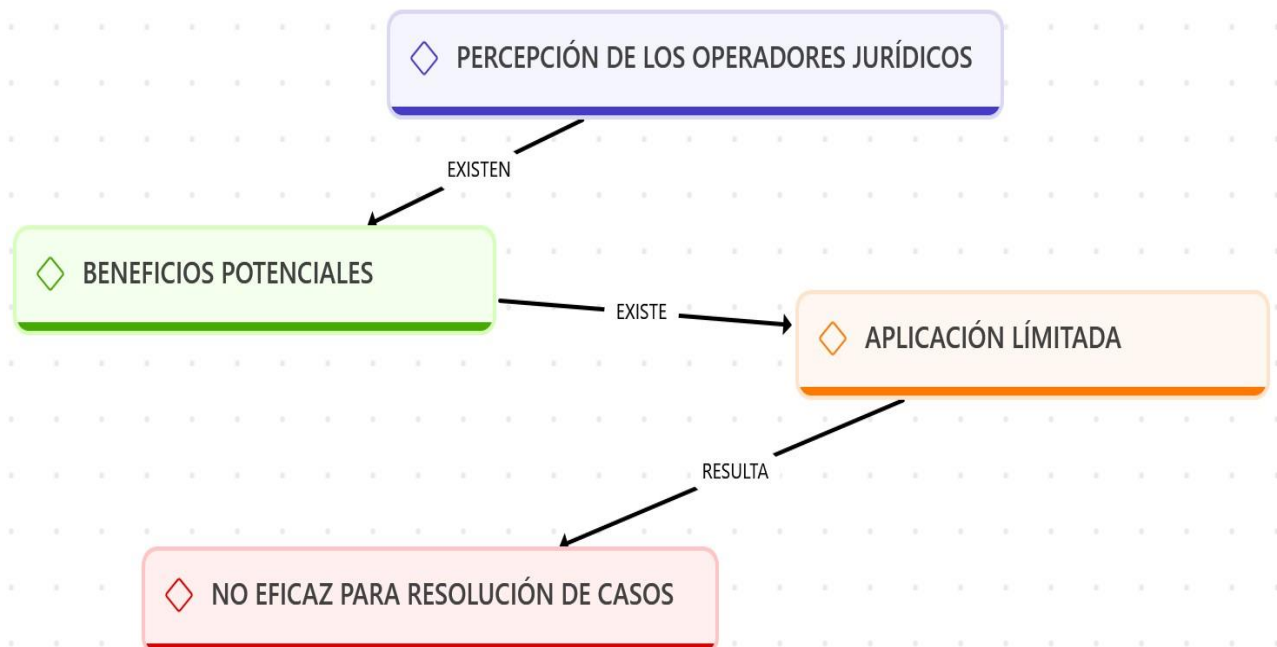 PERCEPCIÓN DE LOS OPERADORES JURÍDICOS
EXISTEN
BENEFICIOS POTENCIALES
EXISTE
APLICACIÓN LÍMITADA
RESULTA
NO EFICAZ PARA RESOLUCIÓN DE CASOS